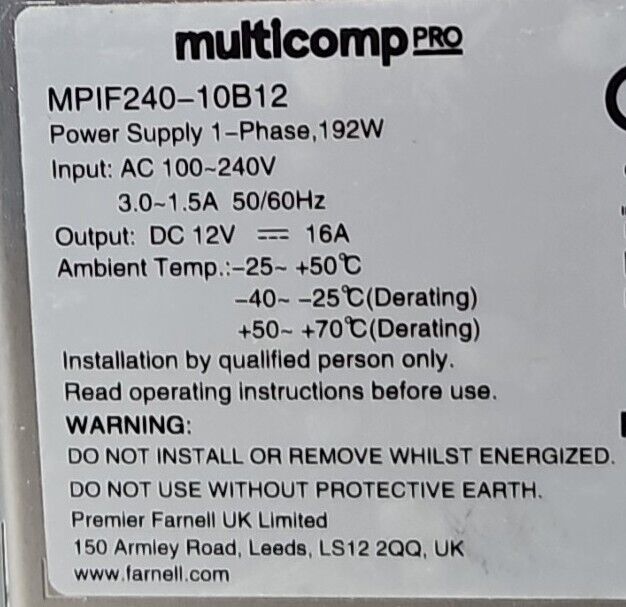 multicomp PRO
MPIF240-10B12
Power Supply 1-Phase,192W
Input: AC 100~240V
3.0~1.5A 50/60Hz
Output: DC 12V ⎓ 16A
Ambient Temp.:-25~ +50℃
-40~ -25℃(Derating)
+50~ +70℃(Derating)
Installation by qualified person only.
Read operating instructions before use.
WARNING:
DO NOT INSTALL OR REMOVE WHILST ENERGIZED.
DO NOT USE WITHOUT PROTECTIVE EARTH.
Premier Farnell UK Limited
150 Armley Road, Leeds, LS12 2QQ, UK
www.farnell.com